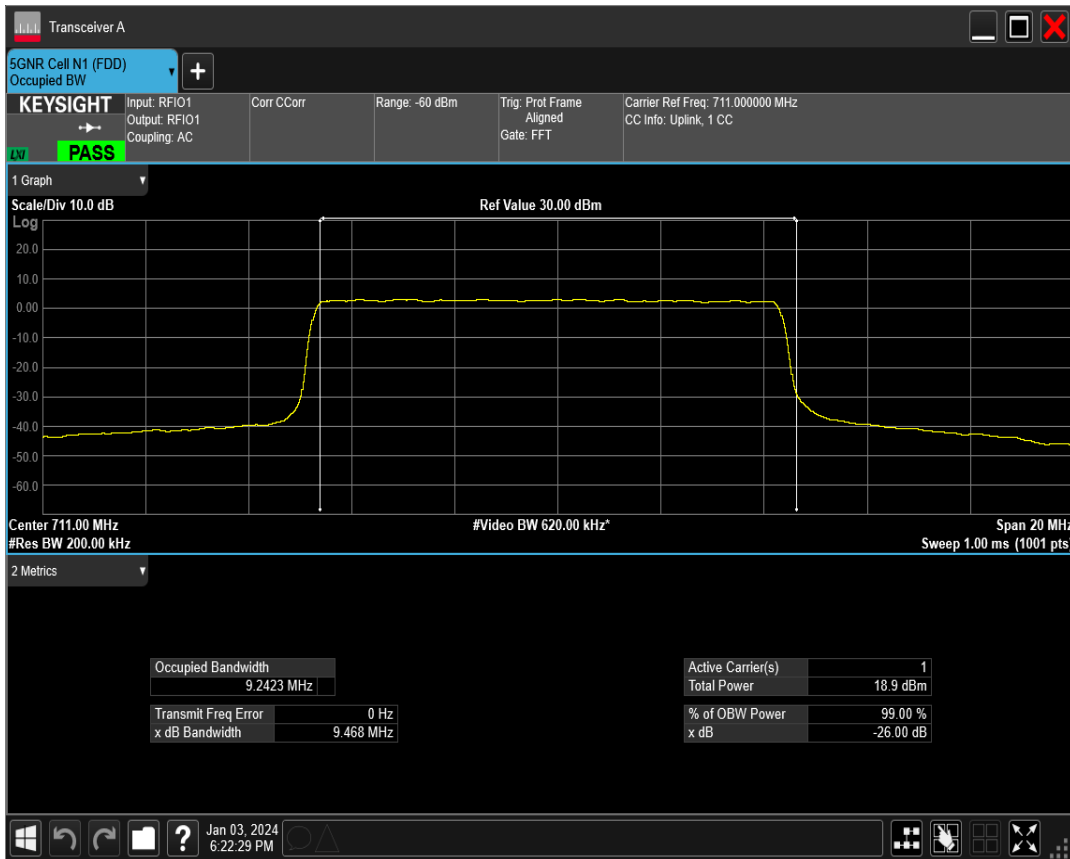 Transceiver A
5GNR Cell N1 (FDD)
Occupied BW
KEYSIGHT
LXI
PASS
Input: RFIO1
Output: RFIO1
Coupling: AC
Corr CCorr
Range: -60 dBm
Trig: Prot Frame
Aligned
Gate: FFT
Carrier Ref Freq: 711.000000 MHz
CC Info: Uplink, 1 CC
1 Graph
Scale/Div 10.0 dB
Ref Value 30.00 dBm
Log
20.0
10.0
0.00
-10.0
-20.0
-30.0
-40.0
-50.0
-60.0
Center 711.00 MHz
#Video BW 620.00 kHz*
Span 20 MHz
#Res BW 200.00 kHz
Sweep 1.00 ms (1001 pts)
2 Metrics
Occupied Bandwidth
9.2423 MHz
Transmit Freq Error 0 Hz
x dB Bandwidth 9.468 MHz
Active Carrier(s) 1
Total Power 18.9 dBm
% of OBW Power 99.00 %
x dB -26.00 dB
Jan 03, 2024
6:22:29 PM